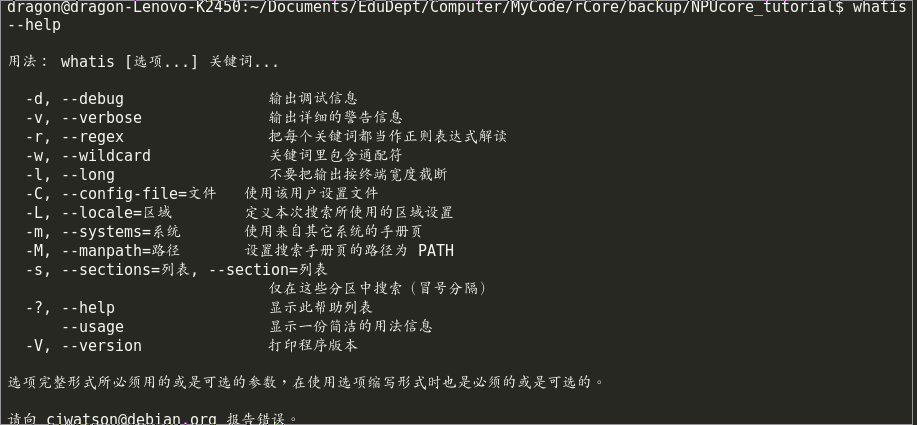 dragon@dragon-Lenovo-K2450:~/Documents/EduDept/Computer/MyCode/rCore/backup/NPUcore_tutorial$ whatis
--help
用法： whatis [选项...] 关键词...
-d, --debug 输出调试信息
-v, --verbose 输出详细的警告信息
-r, --regex 把每个关键词都当作正则表达式解读
-w, --wildcard 关键词里包含通配符
-l, --long 不要把输出按终端宽度截断
-C, --config-file=文件 使用该用户设置文件
-L, --locale=区域 定义本次搜索所使用的区域设置
-m, --systems=系统 使用来自其它系统的手册页
-M, --manpath=路径 设置搜索手册页的路径为 PATH
-s, --sections=列表, --section=列表
仅在这些分区中搜索（冒号分隔）
-?, --help 显示此帮助列表
--usage 显示一份简洁的用法信息
-V, --version 打印程序版本
选项完整形式所必须用的或是可选的参数，在使用选项缩写形式时也是必须的或是可选的。
请向 cjwatson@debian.org 报告错误。